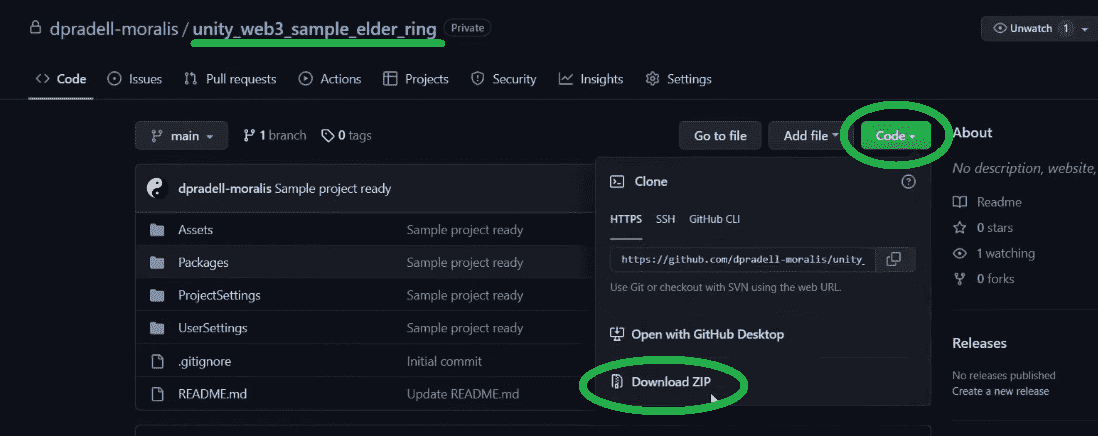 dpradell-moralis / unity_web3_sample_elder_ring Private
Unwatch 1
Code Issues Pull requests Actions Projects Security Insights Settings
main 1 branch 0 tags Go to file Add file Code
dpradell-moralis Sample project ready
Assets Sample project ready
Packages Sample project ready
ProjectSettings Sample project ready
UserSettings Sample project ready
.gitignore Initial commit
README.md Update README.md
Clone
HTTPS SSH GitHub CLI
https://github.com/dpradell-moralis/unity_
Use Git or checkout with SVN using the web URL.
Open with GitHub Desktop
Download ZIP
About
No description, website,
Readme
0 stars
1 watching
0 forks
Releases
No releases published
Create a new release